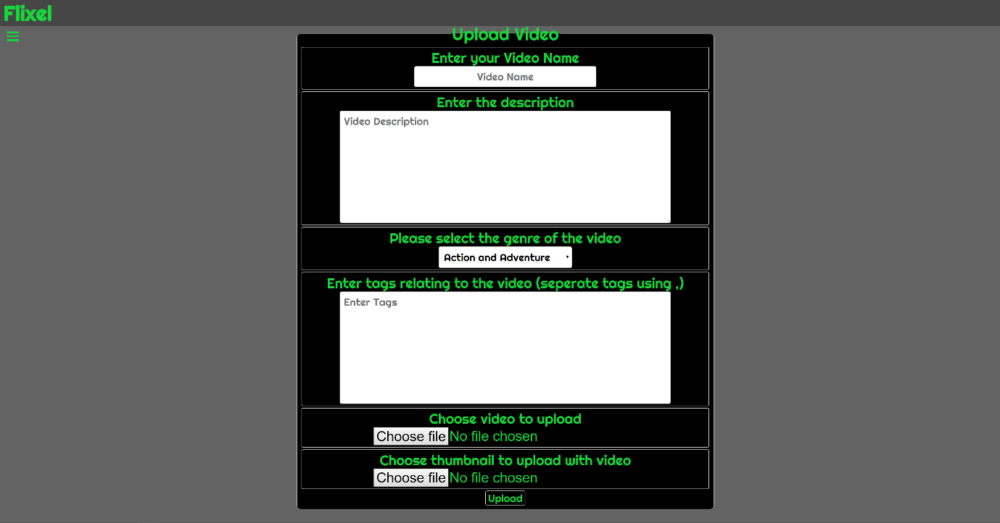 Flixel
Upload Video
Enter your Video Name
Video Name
Enter the description
Video Description
Please select the genre of the video
Action and Adventure
Enter tags relating to the video (seperate tags using ,)
Enter Tags
Choose video to upload
Choose file No file chosen
Choose thumbnail to upload with video
Choose file No file chosen
Upload